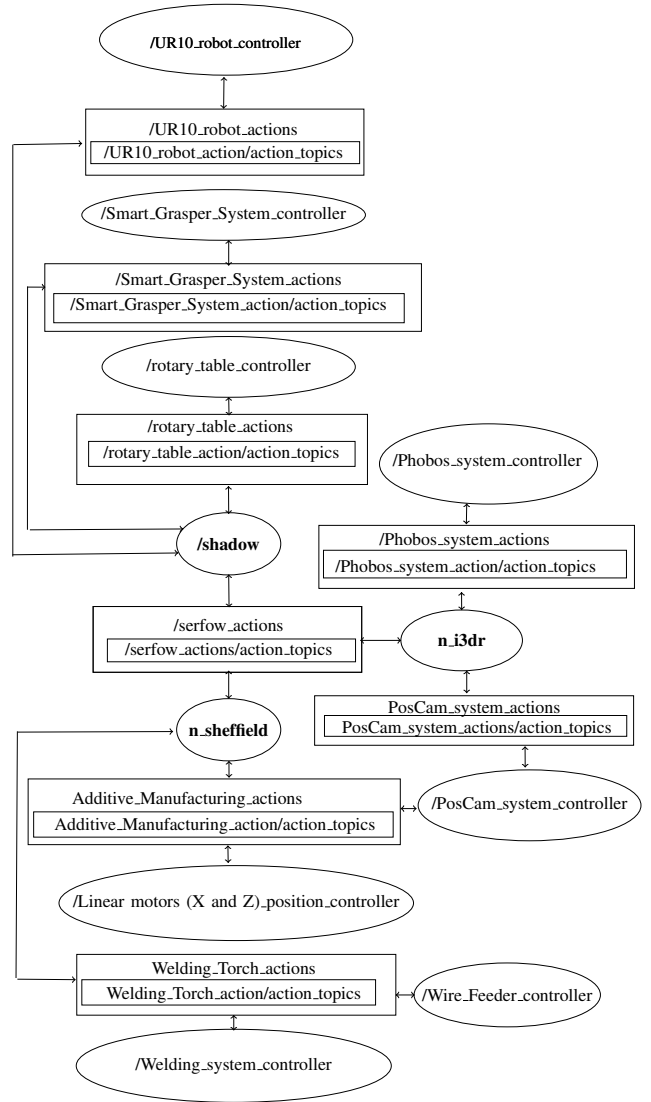 /UR10_robot_controller
/UR10_robot_actions
/UR10_robot_action/action_topics
/Smart_Grasper_System_controller
/Smart_Grasper_System_actions
/Smart_Grasper_System_action/action_topics
/rotary_table_controller
/rotary_table_actions
/rotary_table_action/action_topics
/Phobos_system_controller
/shadow
/Phobos_system_actions
/Phobos_system_action/action_topics
/serfow_actions
/serfow_actions/action_topics
n_i3dr
n_sheffield
PosCam_system_actions
PosCam_system_actions/action_topics
Additive_Manufacturing_actions
Additive_Manufacturing_action/action_topics
/PosCam_system_controller
/Linear motors (X and Z)_position_controller
Welding_Torch_actions
Welding_Torch_action/action_topics
/Wire_Feeder_controller
/Welding_system_controller